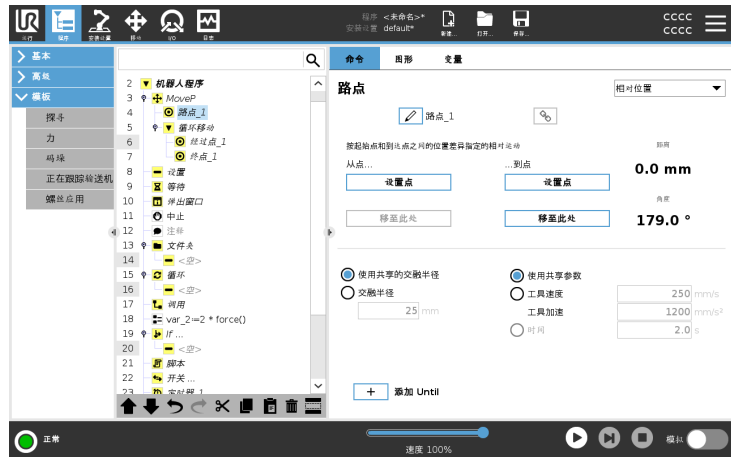 UR
运行
程序
安装设置
移动
I/O
日志
程序 <未命名>*
安装设置 default*
新建...
打开...
保存...
cccc
cccc
基本
高级
模板
探斗
力
码垛
正在跟踪输送机
螺丝应用
2 机器人程序
3 MoveP
4 路点_1
5 循环移动
6 经过点_1
7 终点_1
8 设置
9 等待
10 弹出窗口
11 中止
12 注释
13 文件夹
14 <空>
15 循环
16 <空>
17 调用
18 var_2≔2 * force()
19 If ...
20 <空>
21 脚本
22 开关 ...
23 定时器_1
命令
图形
变量
路点
相对位置
路点_1
按起始点和到达点之间的位置差异指定的相对运动
距离
从点...
...到点
0.0 mm
设置点
设置点
角度
移至此处
移至此处
179.0 °
使用共享的交融半径
使用共享参数
交融半径
工具速度
250 mm/s
25 mm
工具加速
1200 mm/s²
时间
2.0 s
+ 添加 Until
正常
速度 100%
模拟